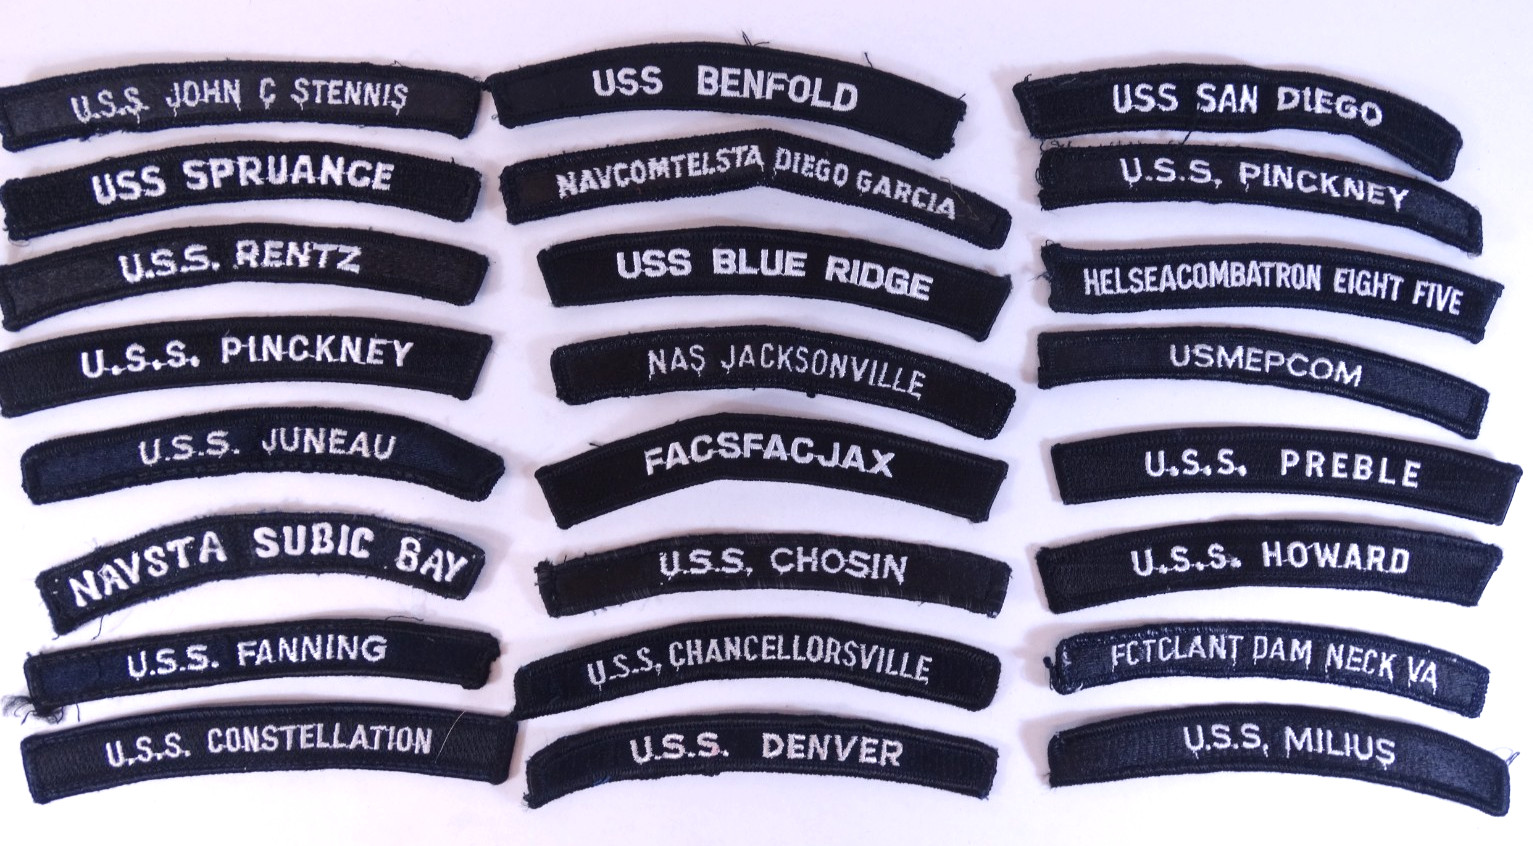 U.S.S. JOHN C STENNIS
USS SPRUANCE
U.S.S. RENTZ
U.S.S. PINCKNEY
U.S.S. JUNEAU
NAVSTA SUBIC BAY
U.S.S. FANNING
U.S.S. CONSTELLATION
USS BENFOLD
NAVCOMTELSTA DIEGO GARCIA
USS BLUE RIDGE
NAS JACKSONVILLE
FACSFACJAX
U.S.S. CHOSIN
U.S.S. CHANCELLORSVILLE
U.S.S. DENVER
USS SAN DIEGO
U.S.S. PINCKNEY
HELSEACOMBATRON EIGHT FIVE
USMEPCOM
U.S.S. PREBLE
U.S.S. HOWARD
FCTCLANT DAM NECK VA
U.S.S. MILIUS